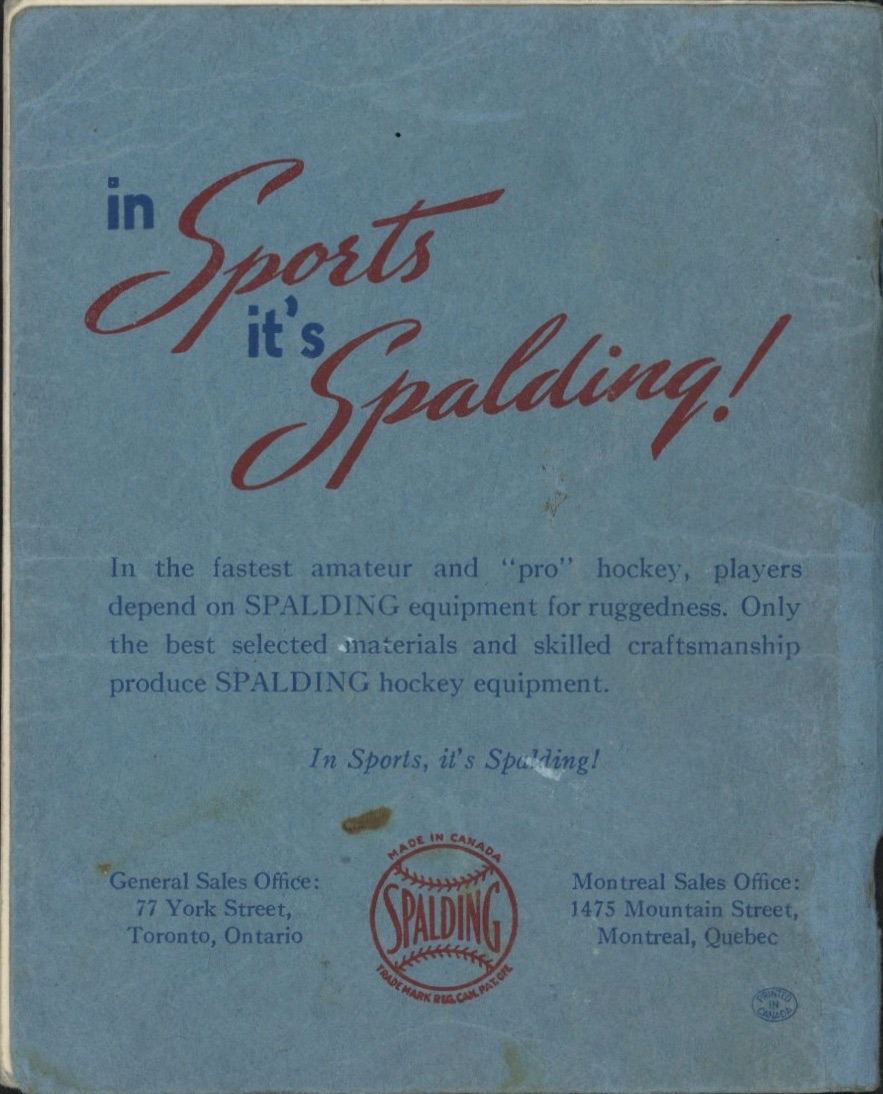 in Sports
it's Spalding!
In the fastest amateur and “pro” hockey, players
depend on SPALDING equipment for ruggedness. Only
the best selected materials and skilled craftsmanship
produce SPALDING hockey equipment.
In Sports, it's Spalding!
General Sales Office:
77 York Street,
Toronto, Ontario
MADE IN CANADA
SPALDING
TRADE MARK REG. CAN. PAT. OFF.
Montreal Sales Office:
1475 Mountain Street,
Montreal, Quebec
PRINTED
IN
CANADA